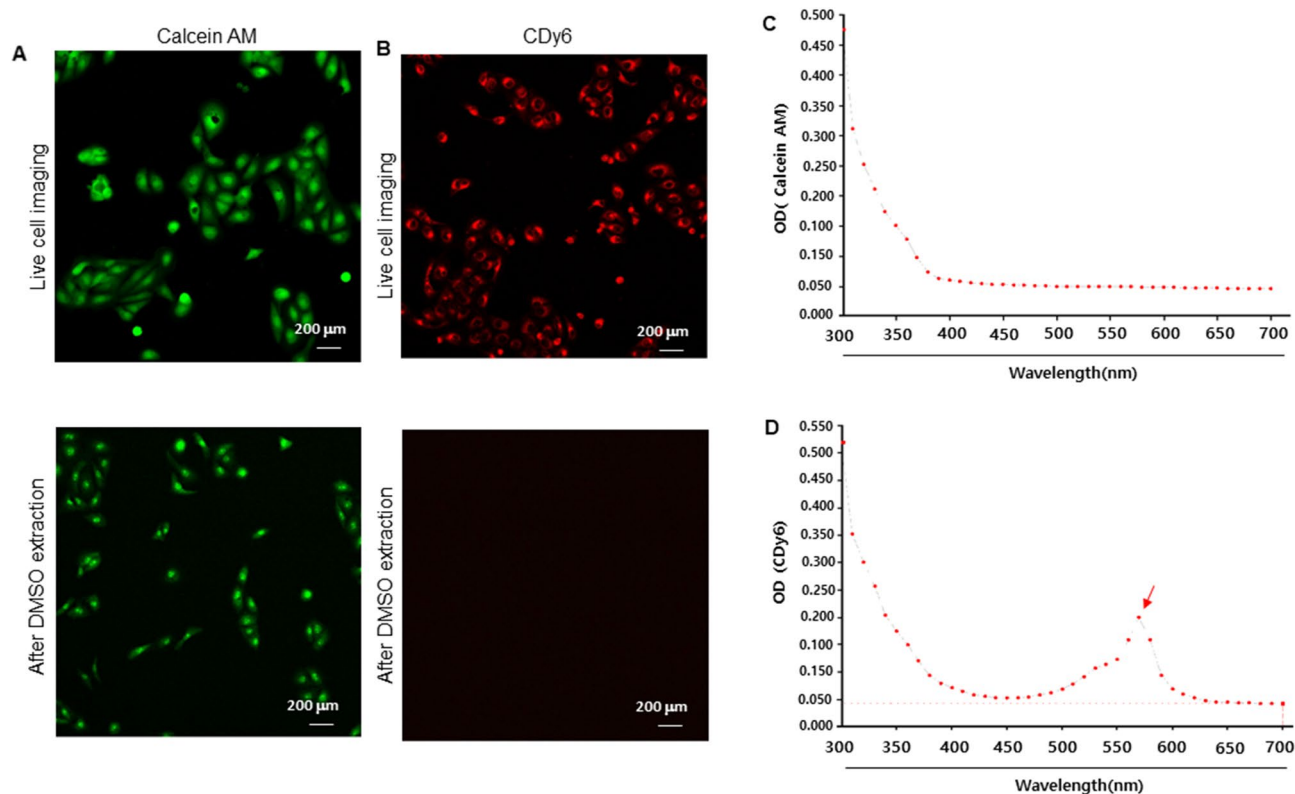 A
Calcein AM
Live cell imaging
200 μm
B
CDy6
Live cell imaging
200 μm
After DMSO extraction
200 μm
After DMSO extraction
200 μm
C
OD( Calcein AM)
0.500
0.450
0.400
0.350
0.300
0.250
0.100
0.150
0.050
0.000
300
350
400
450
500
550
600
650
700
Wavelength(nm)
D
OD (CDy6)
0.550
0.500
0.450
0.400
0.350
0.300
0.250
0.200
0.100
0.150
0.050
0.000
300
350
400
450
500
550
600
650
700
Wavelength(nm)